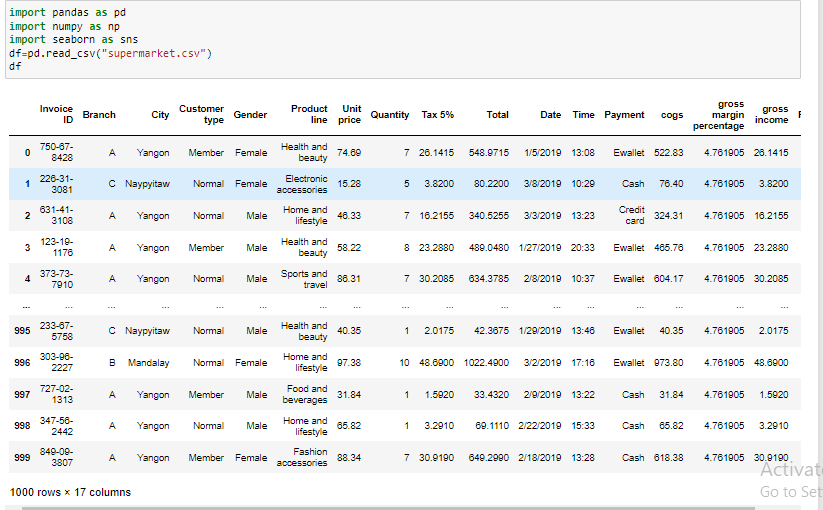 import pandas as pd
import numpy as np
import seaborn as sns
df=pd.read_csv("supermarket.csv")
df
Invoice ID Branch City Customer type Gender Product line Unit price Quantity Tax 5% Total Date Time Payment cogs gross margin percentage gross income
0 750-67-8428 A Yangon Member Female Health and beauty 74.69 7 26.1415 548.9715 1/5/2019 13:08 Ewallet 522.83 4.761905 26.1415
1 226-31-3081 C Naypyitaw Normal Female Electronic accessories 15.28 5 3.8200 80.2200 3/8/2019 10:29 Cash 76.40 4.761905 3.8200
2 631-41-3108 A Yangon Normal Male Home and lifestyle 46.33 7 16.2155 340.5255 3/3/2019 13:23 Credit card 324.31 4.761905 16.2155
3 123-19-1176 A Yangon Member Male Health and beauty 58.22 8 23.2880 489.0480 1/27/2019 20:33 Ewallet 465.76 4.761905 23.2880
4 373-73-7910 A Yangon Normal Male Sports and travel 86.31 7 30.2085 634.3785 2/8/2019 10:37 Ewallet 604.17 4.761905 30.2085
... ... ... ... ... ... ... ... ... ... ... ... ... ... ... ... ...
995 233-67-5758 C Naypyitaw Normal Male Health and beauty 40.35 1 2.0175 42.3675 1/29/2019 13:46 Ewallet 40.35 4.761905 2.0175
996 303-96-2227 B Mandalay Normal Female Home and lifestyle 97.38 10 48.6900 1022.4900 3/2/2019 17:16 Ewallet 973.80 4.761905 48.6900
997 727-02-1313 A Yangon Member Male Food and beverages 31.84 1 1.5920 33.4320 2/9/2019 13:22 Cash 31.84 4.761905 1.5920
998 347-56-2442 A Yangon Normal Male Home and lifestyle 65.82 1 3.2910 69.1110 2/22/2019 15:33 Cash 65.82 4.761905 3.2910
999 849-09-3807 A Yangon Member Female Fashion accessories 88.34 7 30.9190 649.2990 2/18/2019 13:28 Cash 618.38 4.761905 30.9190
1000 rows × 17 columns
Activat
Go to Set